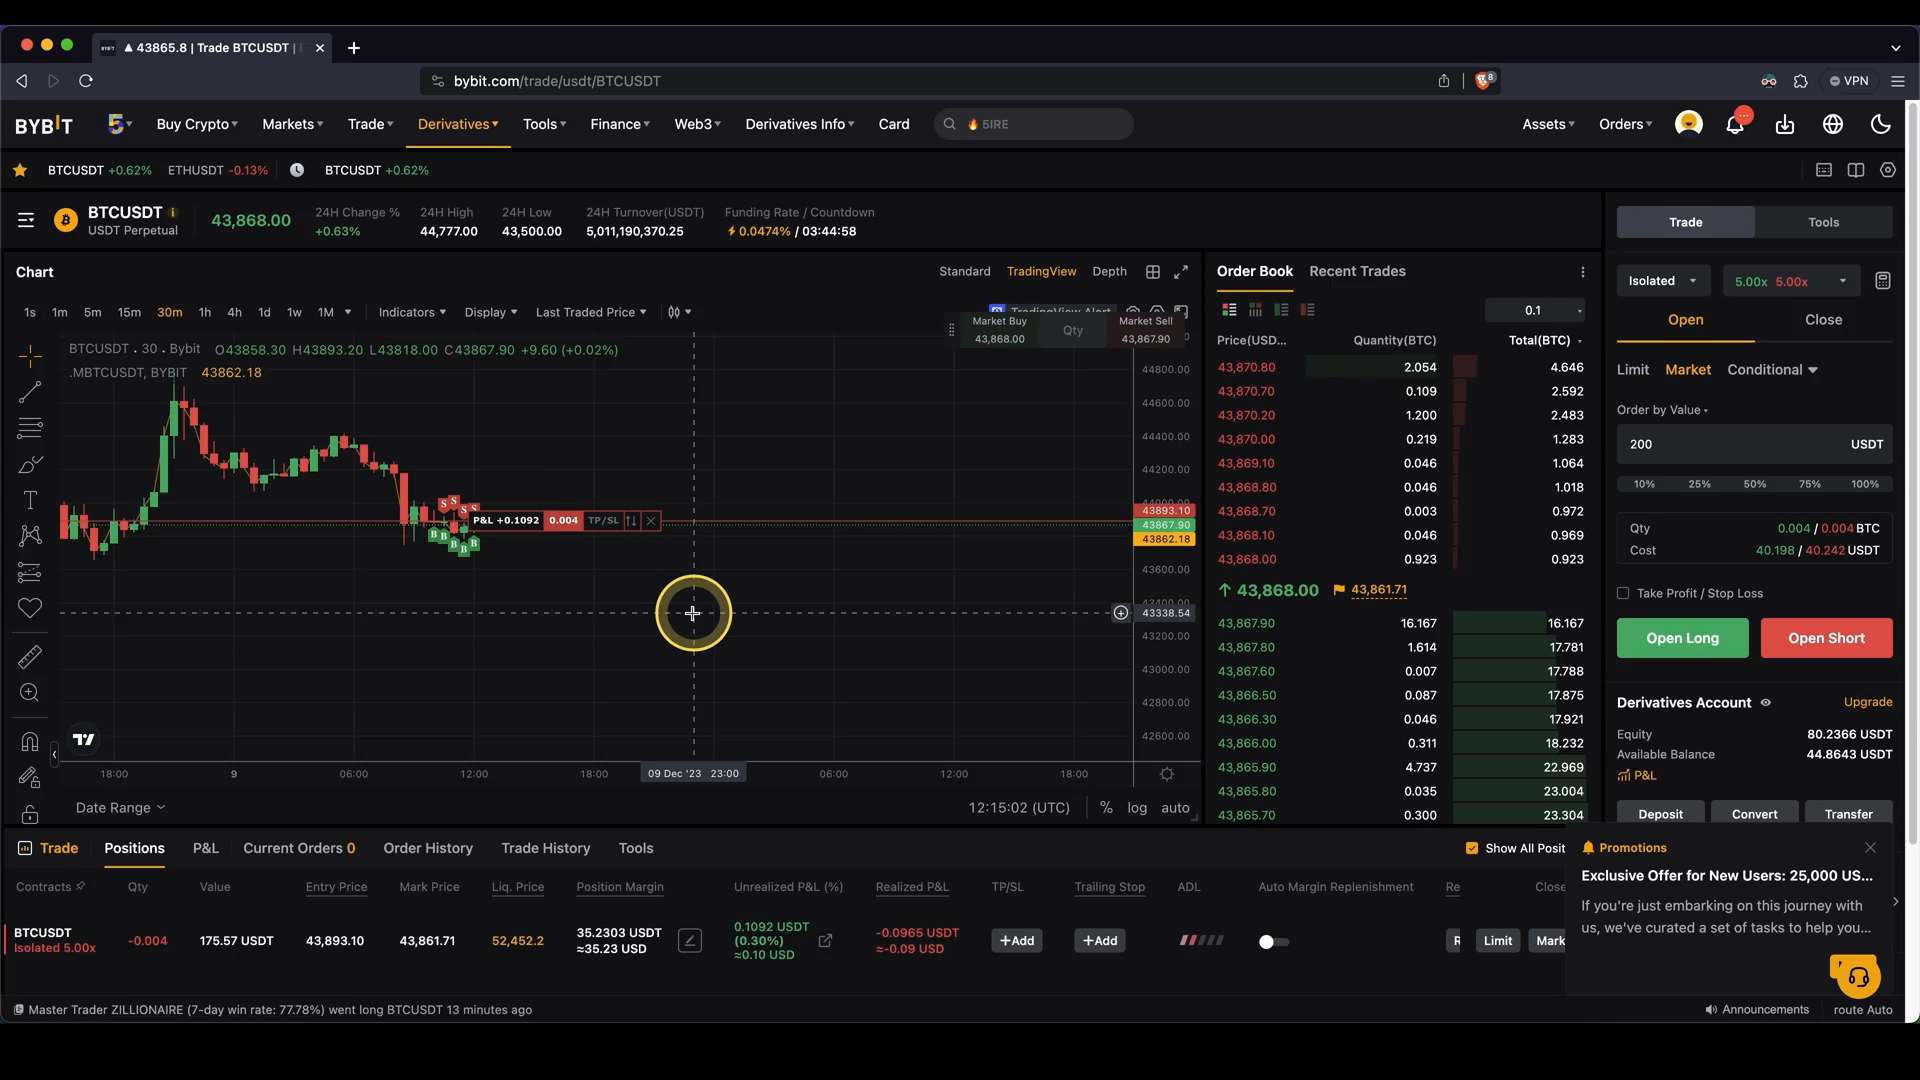 43865.8 | Trade BTCUSDT |
bybit.com/trade/usdt/BTCUSDT
8
VPN
BYBIT
Buy Crypto
Markets
Trade
Derivatives
Tools
Finance
Web3
Derivatives Info
Card
5IRE
Assets
Orders
BTCUSDT +0.62%
ETHUSDT -0.13%
BTCUSDT +0.62%
BTCUSDT
USDT Perpetual
43,868.00
24H Change %
+0.63%
24H High
44,777.00
24H Low
43,500.00
24H Turnover(USDT)
5,011,190,370.25
Funding Rate / Countdown
0.0474% / 03:44:58
Trade
Tools
Chart
Standard
TradingView
Depth
Order Book
Recent Trades
Isolated
5.00x 5.00x
1s 1m 5m 15m 30m 1h 4h 1d 1w 1M
Indicators
Display
Last Traded Price
TradingView Alert
0.1
Open
Close
Market Buy
43,868.00
Qty
Market Sell
43,867.90
BTCUSDT . 30 . Bybit O43858.30 H43893.20 L43818.00 C43867.90 +9.60 (+0.02%)
.MBTCUSDT, BYBIT 43862.18
44800.00
44600.00
44400.00
44200.00
44000.00
43893.10
43867.90
43862.18
43600.00
43338.54
43200.00
43000.00
42800.00
42600.00
S S S S
P&L +0.1092 0.004 TP/SL
B B B B B
18:00 9 06:00 12:00 18:00 09 Dec '23 23:00 06:00 12:00 18:00
Date Range
12:15:02 (UTC)
% log auto
Price(USD... Quantity(BTC) Total(BTC)
43,870.80 2.054 4.646
43,870.70 0.109 2.592
43,870.20 1.200 2.483
43,870.00 0.219 1.283
43,869.10 0.046 1.064
43,868.80 0.046 1.018
43,868.70 0.003 0.972
43,868.10 0.046 0.969
43,868.00 0.923 0.923
43,868.00 43,861.71
43,867.90 16.167 16.167
43,867.80 1.614 17.781
43,867.60 0.007 17.788
43,866.50 0.087 17.875
43,866.30 0.046 17.921
43,866.00 0.311 18.232
43,865.90 4.737 22.969
43,865.80 0.035 23.004
43,865.70 0.300 23.304
Limit
Market
Conditional
Order by Value
200 USDT
10% 25% 50% 75% 100%
Qty 0.004 / 0.004 BTC
Cost 40.198 / 40.242 USDT
Take Profit / Stop Loss
Open Long
Open Short
Derivatives Account
Upgrade
Equity 80.2366 USDT
Available Balance 44.8643 USDT
P&L
Deposit
Convert
Transfer
Trade
Positions
P&L
Current Orders 0
Order History
Trade History
Tools
Show All Posit
Contracts Qty Value Entry Price Mark Price Liq. Price Position Margin Unrealized P&L (%) Realized P&L TP/SL Trailing Stop ADL Auto Margin Replenishment Re Close
BTCUSDT
Isolated 5.00x
-0.004
175.57 USDT
43,893.10
43,861.71
52,452.2
35.2303 USDT
≈35.23 USD
0.1092 USDT
(0.30%)
≈0.10 USD
-0.0965 USDT
≈-0.09 USD
+Add
+Add
R
Limit
Mark
Promotions
Exclusive Offer for New Users: 25,000 US...
If you're just embarking on this journey with
us, we've curated a set of tasks to help you...
Master Trader ZILLIONAIRE (7-day win rate: 77.78%) went long BTCUSDT 13 minutes ago
Announcements
route Auto